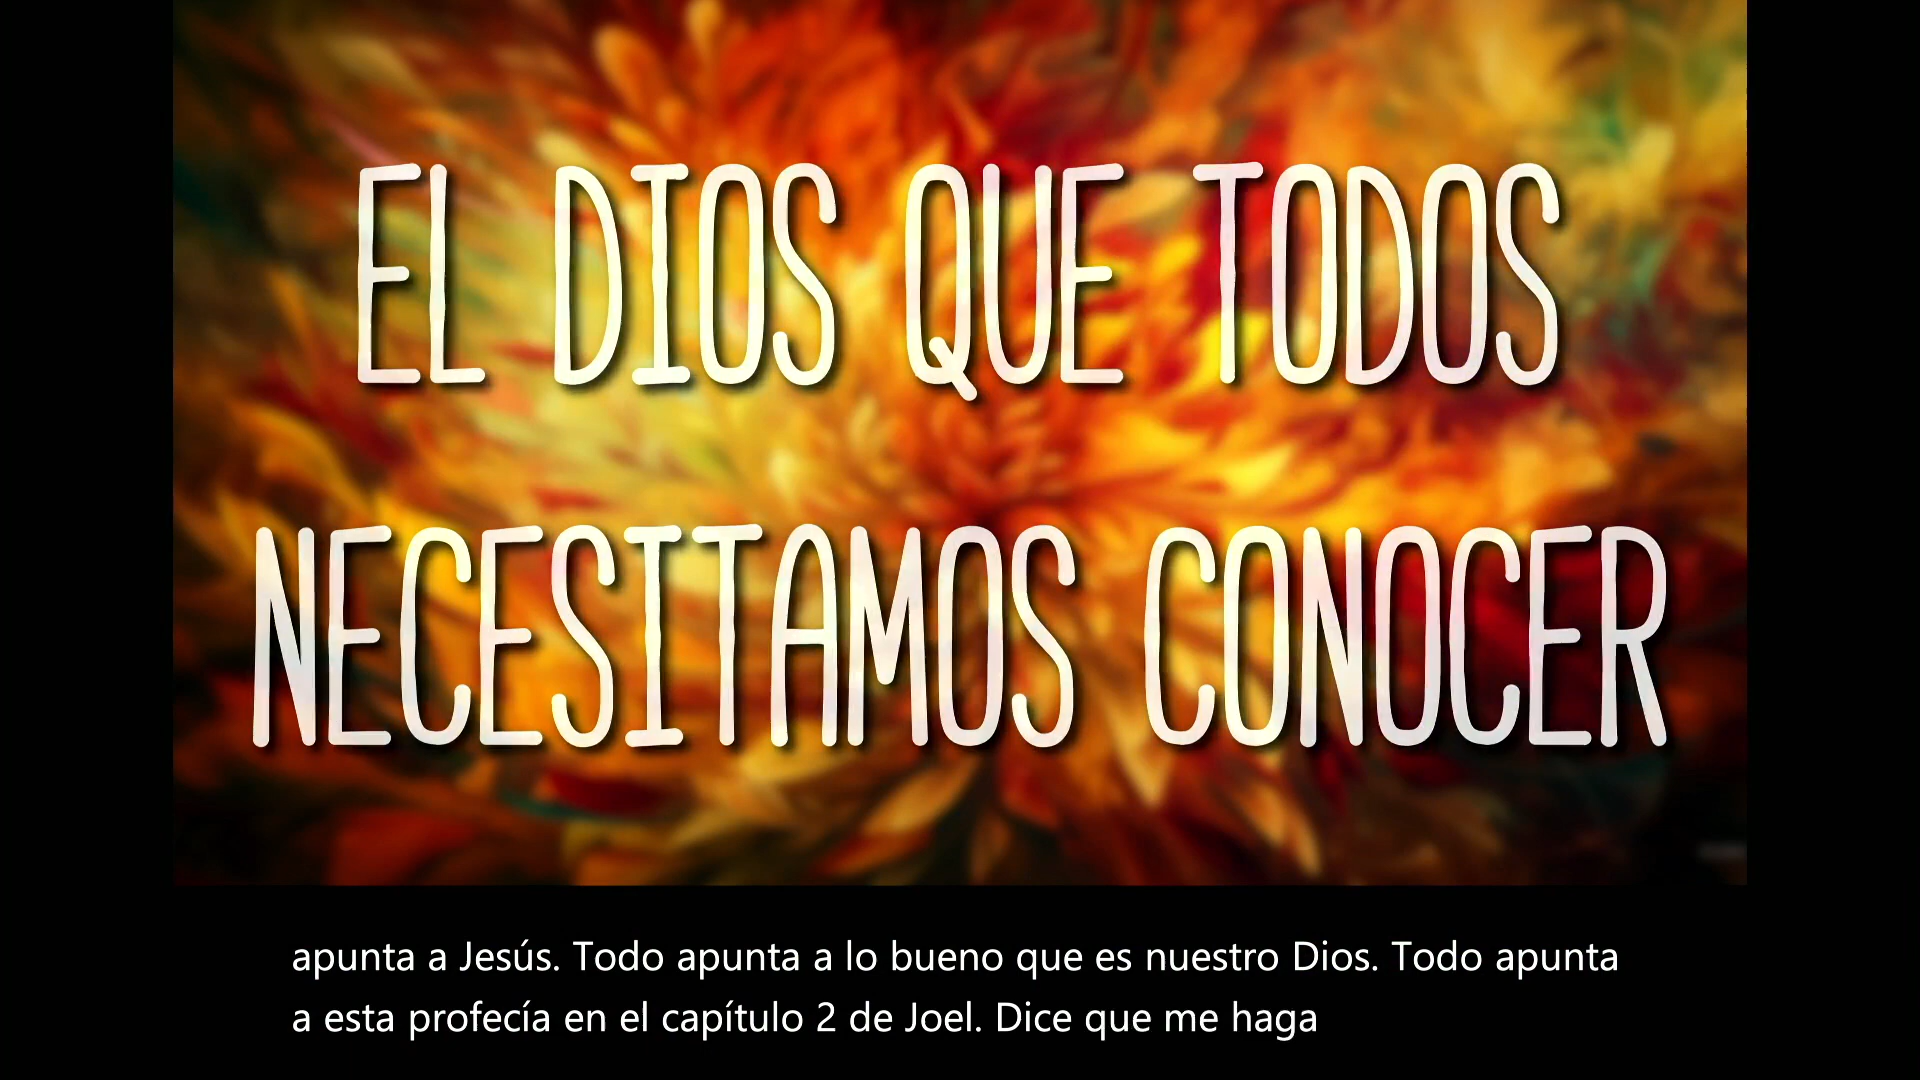 EL DIOS QUE TODOS
NECESITAMOS CONOCER
apunta a Jesús. Todo apunta a lo bueno que es nuestro Dios. Todo apunta
a esta profecía en el capítulo 2 de Joel. Dice que me haga